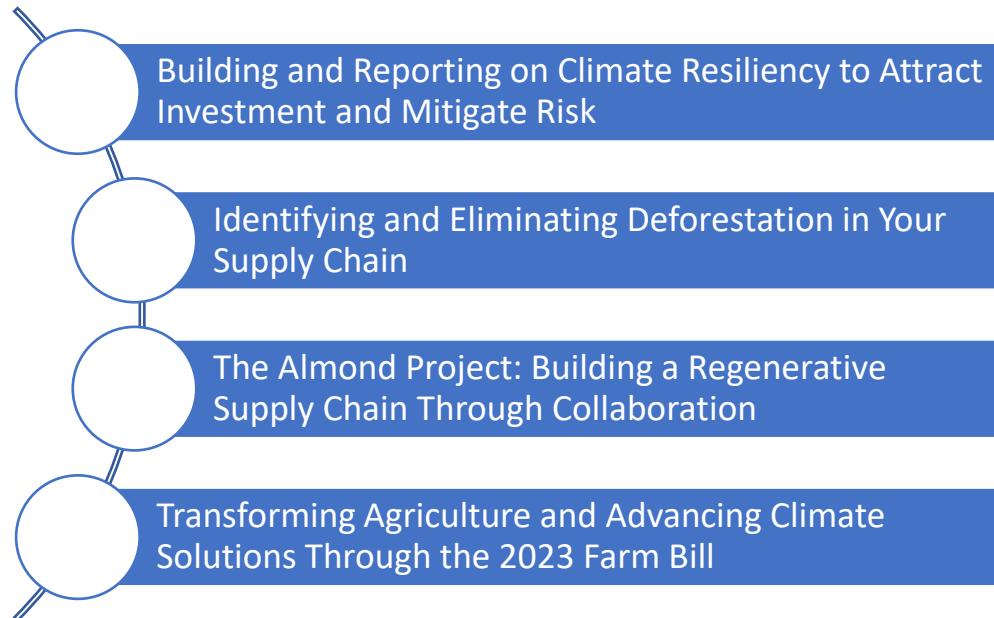 Building and Reporting on Climate Resiliency to Attract
Investment and Mitigate Risk
Identifying and Eliminating Deforestation in Your
Supply Chain
The Almond Project: Building a Regenerative
Supply Chain Through Collaboration
Transforming Agriculture and Advancing Climate
Solutions Through the 2023 Farm Bill